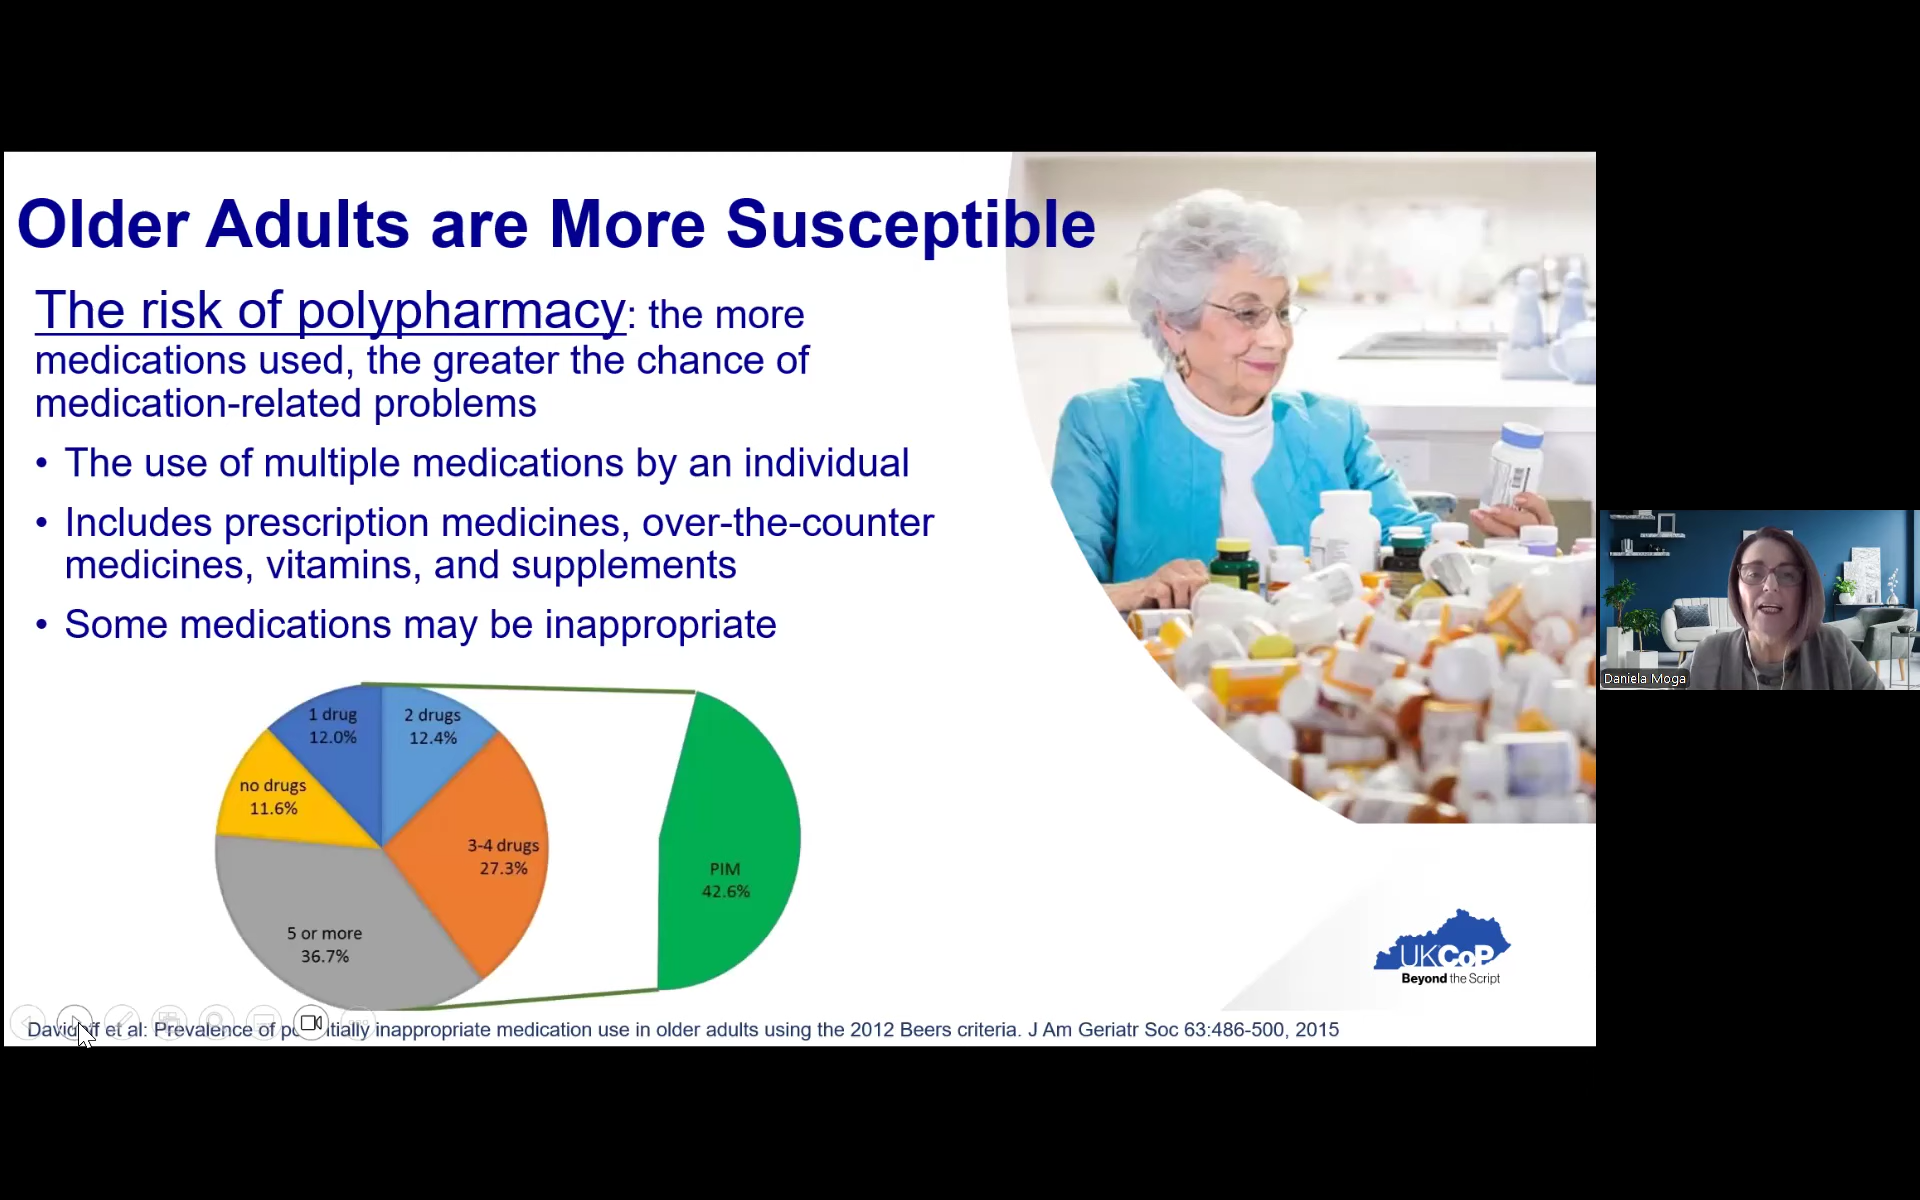 Older Adults are More Susceptible
The risk of polypharmacy: the more
medications used, the greater the chance of
medication-related problems
• The use of multiple medications by an individual
• Includes prescription medicines, over-the-counter
medicines, vitamins, and supplements
• Some medications may be inappropriate
1 drug
12.0%
2 drugs
12.4%
no drugs
11.6%
3-4 drugs
27.3%
5 or more
36.7%
PIM
42.6%
UKCoP
Beyond the Script
Davidoff et al: Prevalence of potentially inappropriate medication use in older adults using the 2012 Beers criteria. J Am Geriatr Soc 63:486-500, 2015
Daniela Moga